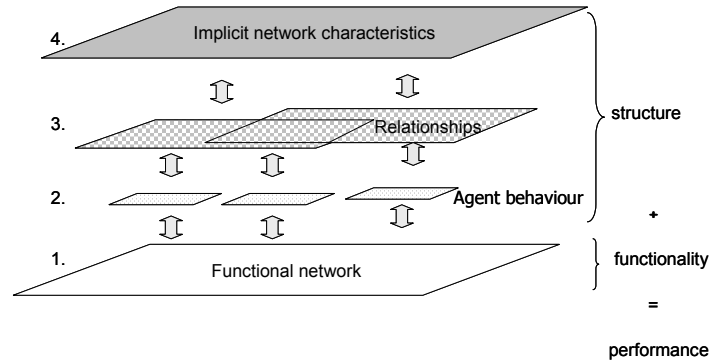 4. Implicit network characteristics
structure
3. Relationships
2. Agent behaviour
+
1. Functional network
functionality
=
performance